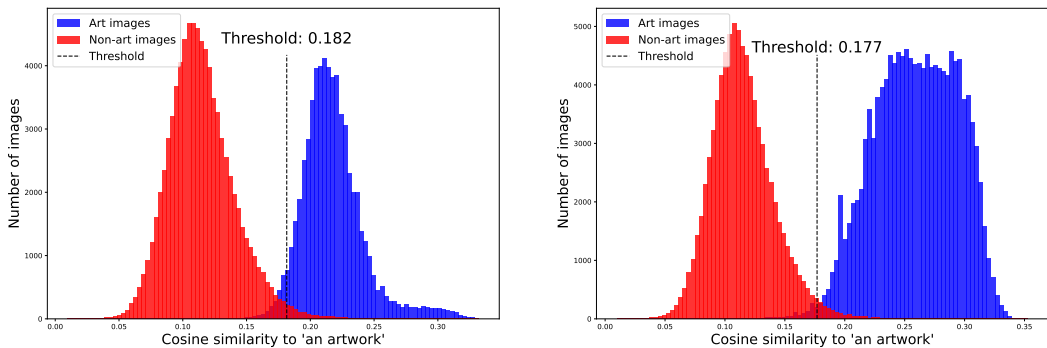 Art images
Non-art images
Threshold
Threshold: 0.182
Number of images
4000
3000
2000
1000
0
0.00 0.05 0.10 0.15 0.20 0.25 0.30
Cosine similarity to 'an artwork'
Art images
Non-art images
Threshold
Threshold: 0.177
Number of images
5000
4000
3000
2000
1000
0
0.00 0.05 0.10 0.15 0.20 0.25 0.30 0.35
Cosine similarity to 'an artwork'